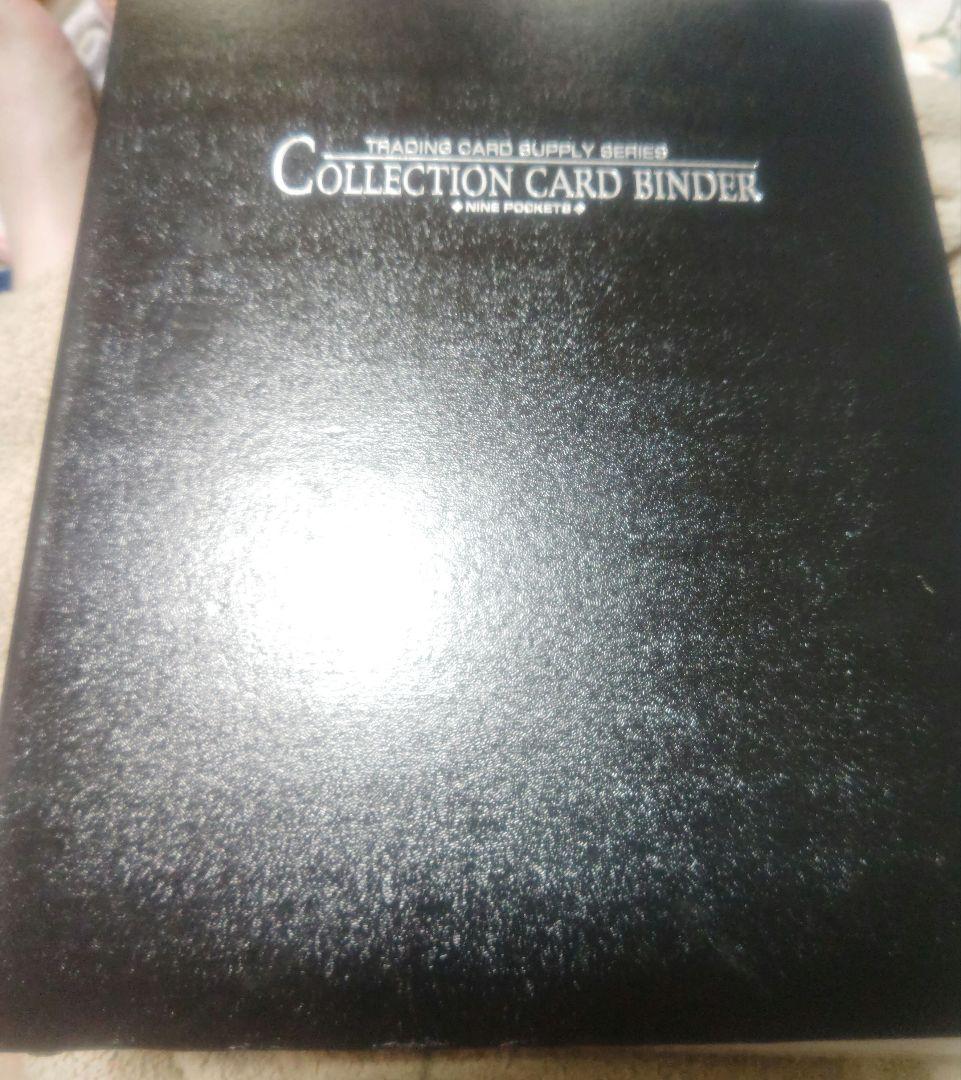 TRADING CARD SUPPLY SERIES
COLLECTION CARD BINDER
◆NINE POCKETS◆